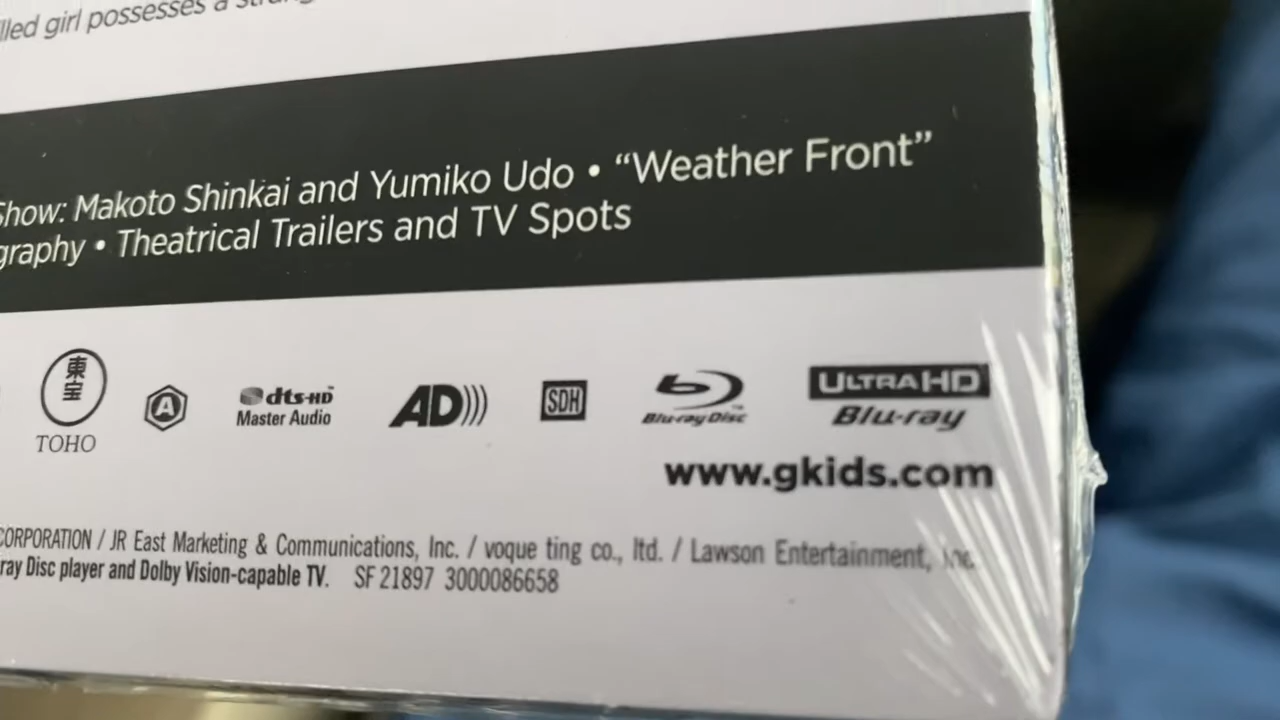 girl possesses a
Show: Makoto Shinkai and Yumiko Udo • “Weather Front”
graphy • Theatrical Trailers and TV Spots
東宝
TOHO
A
dts-HD
Master Audio
AD)))
SDH
Blu-ray Disc™
ULTRA HD
Blu-ray
www.gkids.com
CORPORATION / JR East Marketing & Communications, Inc. / voque ting co., ltd. / Lawson Entertainment, Inc.
ray Disc player and Dolby Vision-capable TV. SF 21897 3000086658